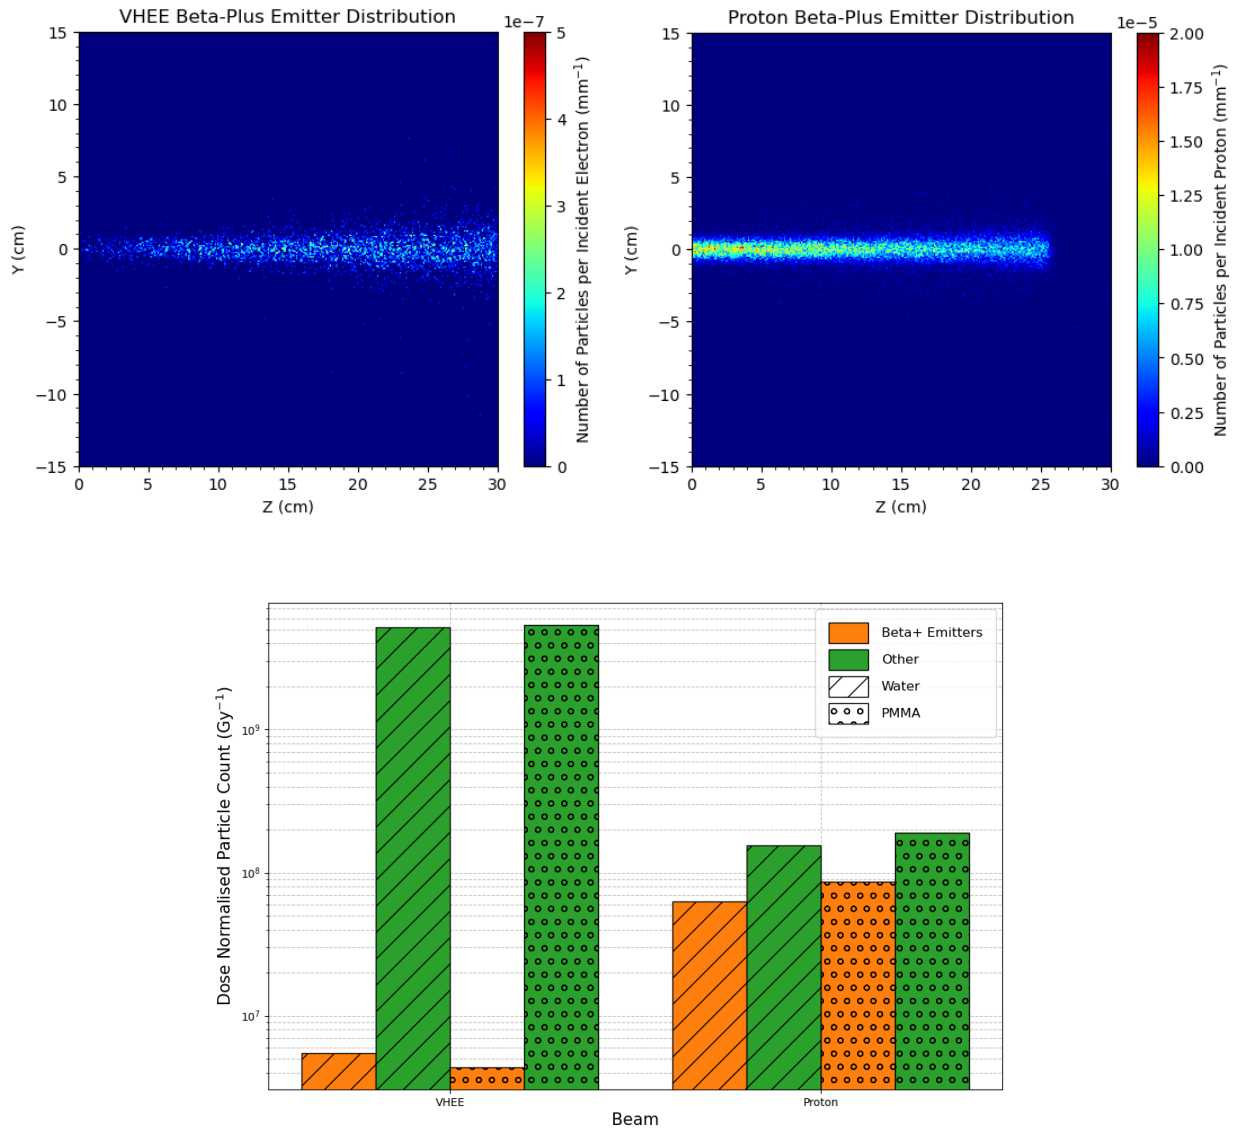 VHEE Beta-Plus Emitter Distribution
1e−7
15
10
5
0
−5
−10
−15
Y (cm)
0 5 10 15 20 25 30
Z (cm)
5
4
3
2
1
0
Number of Particles per Incident Electron (mm⁻¹)
Proton Beta-Plus Emitter Distribution
1e−5
15
10
5
0
−5
−10
−15
Y (cm)
0 5 10 15 20 25 30
Z (cm)
2.00
1.75
1.50
1.25
1.00
0.75
0.50
0.25
0.00
Number of Particles per Incident Proton (mm⁻¹)
Dose Normalised Particle Count (Gy⁻¹)
10⁹
10⁸
10⁷
Beta+ Emitters
Other
Water
PMMA
VHEE Proton
Beam